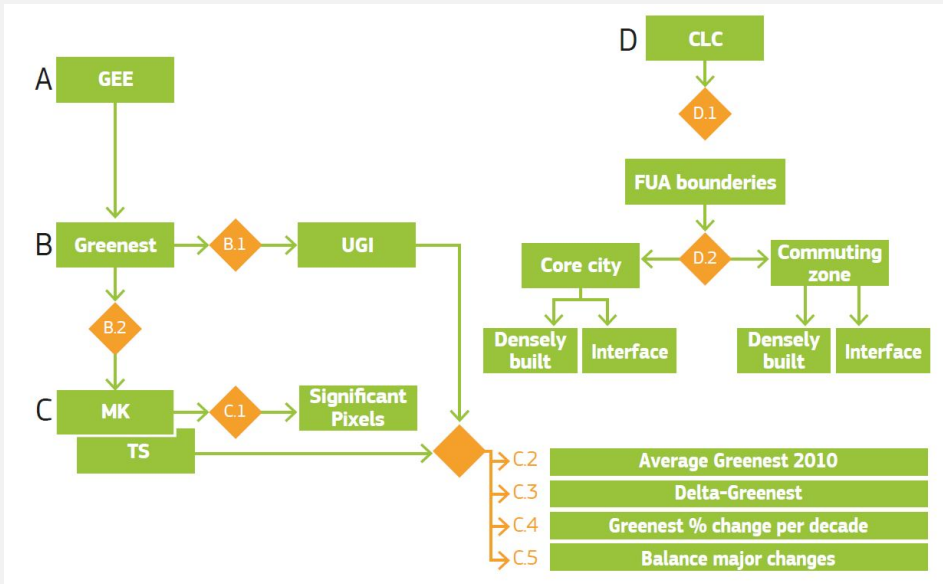 A
GEE
B
Greenest
B.1
UGI
B.2
C
MK
TS
C.1
Significant
Pixels
D
CLC
D.1
FUA bounderies
D.2
Core city
Densely
built
Interface
Commuting
zone
Densely
built
Interface
C.2
Average Greenest 2010
C.3
Delta-Greenest
C.4
Greenest % change per decade
C.5
Balance major changes